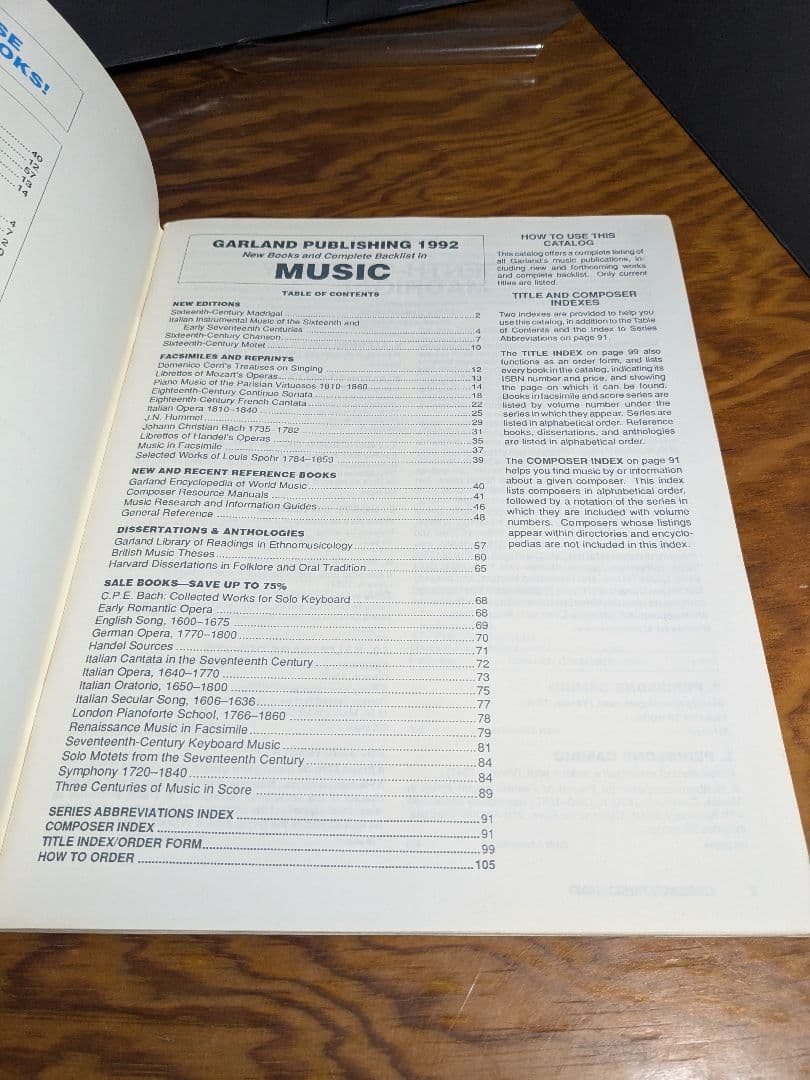 SE
OKS!
40
12
57
13
14
GARLAND PUBLISHING 1992
New Books and Complete Backlist in
MUSIC
TABLE OF CONTENTS
NEW EDITIONS
Sixteenth-Century Madrigal 2
Italian Instrumental Music of the Sixteenth and
Early Seventeenth Centuries 4
Sixteenth-Century Chanson 7
Sixteenth-Century Motet 10
FACSIMILES AND REPRINTS
Domenico Corri's Treatises on Singing 12
Librettos of Mozart's Operas 13
Piano Music of the Parisian Virtuosos 1810–1860 14
Eighteenth-Century Continuo Sonata 18
Eighteenth-Century French Cantata 22
Italian Opera 1810–1840 25
J.N. Hummel 29
Johann Christian Bach 1735–1782 31
Librettos of Handel's Operas 35
Music in Facsimile 37
Selected Works of Louis Spohr 1784–1859 39
NEW AND RECENT REFERENCE BOOKS
Garland Encyclopedia of World Music 40
Composer Resource Manuals 41
Music Research and Information Guides 46
General Reference 48
DISSERTATIONS & ANTHOLOGIES
Garland Library of Readings in Ethnomusicology 57
British Music Theses 60
Harvard Dissertations in Folklore and Oral Tradition 65
SALE BOOKS—SAVE UP TO 75%
C.P.E. Bach: Collected Works for Solo Keyboard 68
Early Romantic Opera 68
English Song, 1600–1675 69
German Opera, 1770–1800 70
Handel Sources 71
Italian Cantata in the Seventeenth Century 72
Italian Opera, 1640–1770 73
Italian Oratorio, 1650–1800 75
Italian Secular Song, 1606–1636 77
London Pianoforte School, 1766–1860 78
Renaissance Music in Facsimile 79
Seventeenth-Century Keyboard Music 81
Solo Motets from the Seventeenth Century 84
Symphony 1720–1840 84
Three Centuries of Music in Score 89
SERIES ABBREVIATIONS INDEX 91
COMPOSER INDEX 91
TITLE INDEX/ORDER FORM 99
HOW TO ORDER 105
HOW TO USE THIS
CATALOG
This catalog offers a complete listing of
all Garland's music publications, in-
cluding new and forthcoming works
and complete backlist. Only current
titles are listed.
TITLE AND COMPOSER
INDEXES
Two indexes are provided to help you
use this catalog, in addition to the Table
of Contents and the Index to Series
Abbreviations on page 91.
The TITLE INDEX on page 99 also
functions as an order form, and lists
every book in the catalog, indicating its
ISBN number and price, and showing
the page on which it can be found.
Books in facsimile and score series are
listed by volume number under the
series in which they appear. Series are
listed in alphabetical order. Reference
books, dissertations, and anthologies
are listed in alphabetical order.
The COMPOSER INDEX on page 91
helps you find music by or information
about a given composer. This index
lists composers in alphabetical order,
followed by a notation of the series in
which they are included with volume
numbers. Composers whose listings
appear within directories and encyclo-
pedias are not included in this index.